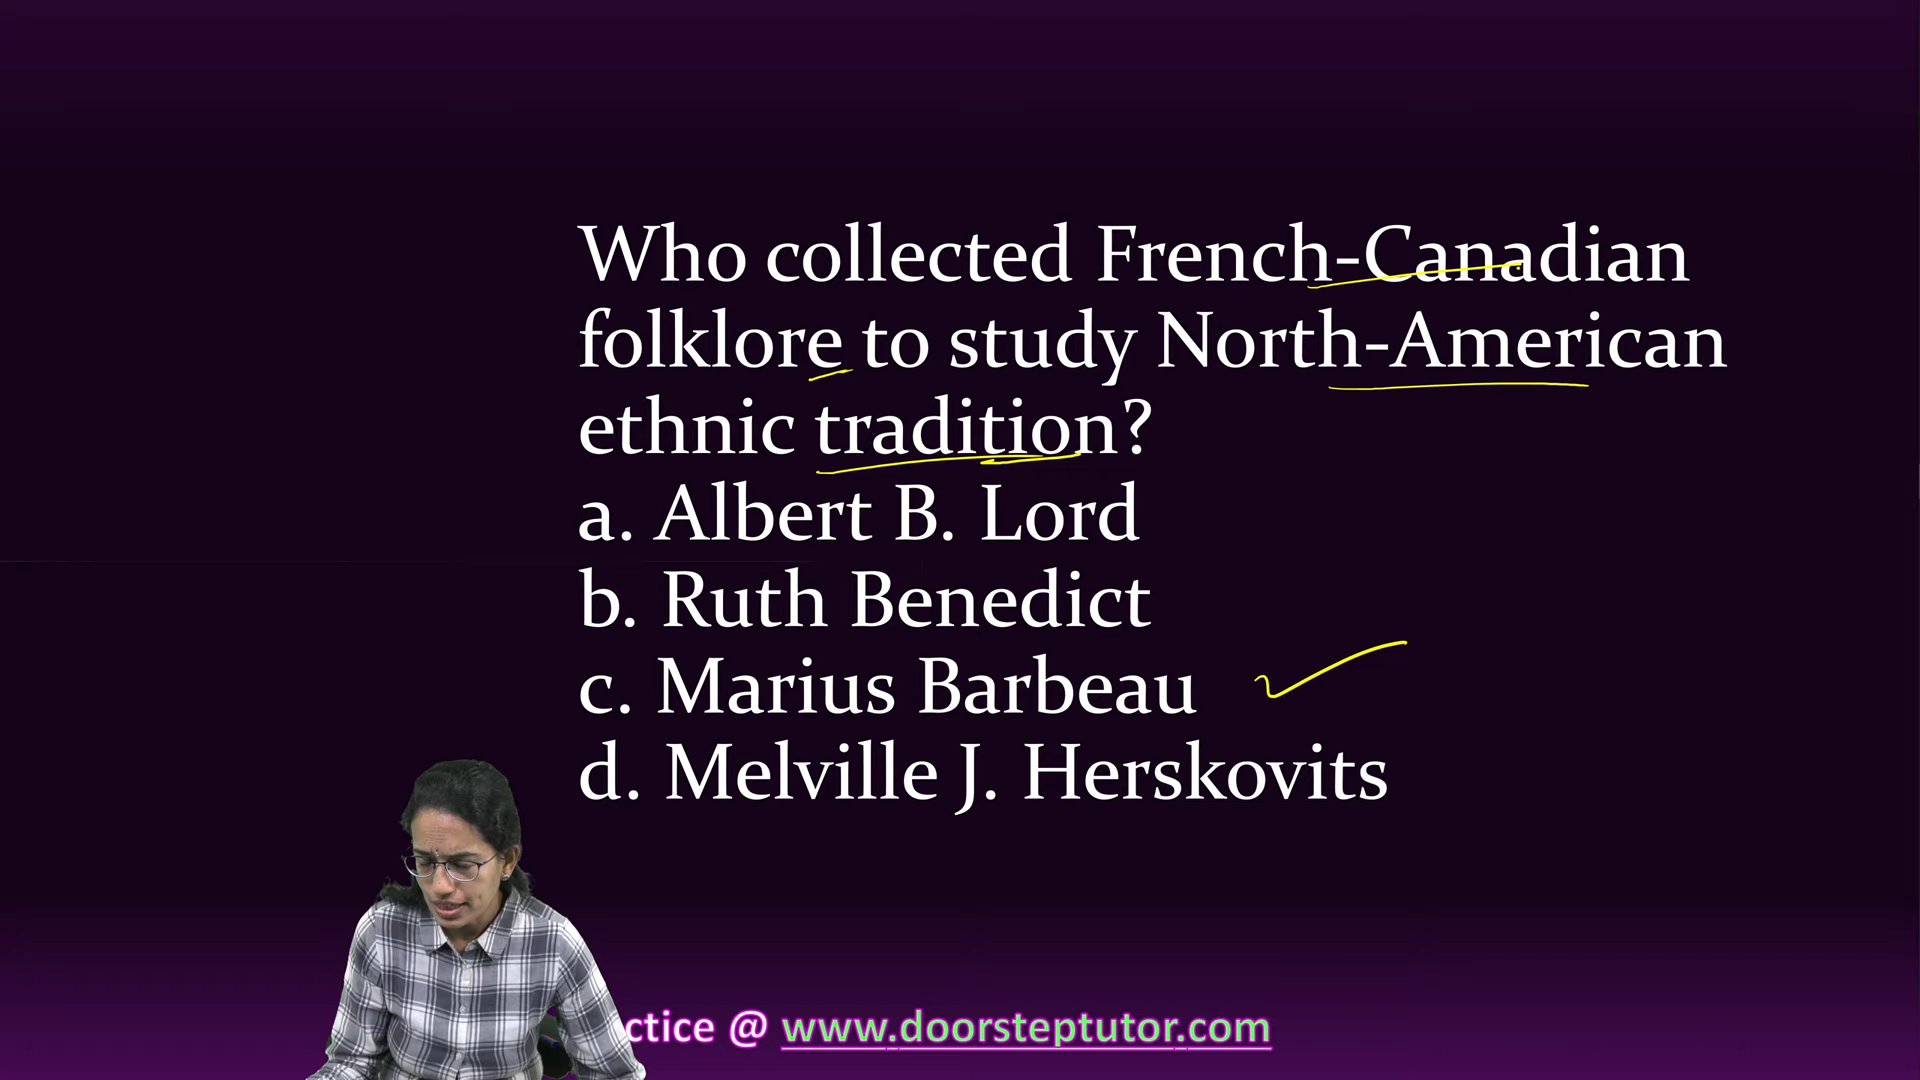 Who collected French-Canadian
folklore to study North-American
ethnic tradition?
a. Albert B. Lord
b. Ruth Benedict
c. Marius Barbeau
d. Melville J. Herskovits
ctice @ www.doorsteptutor.com